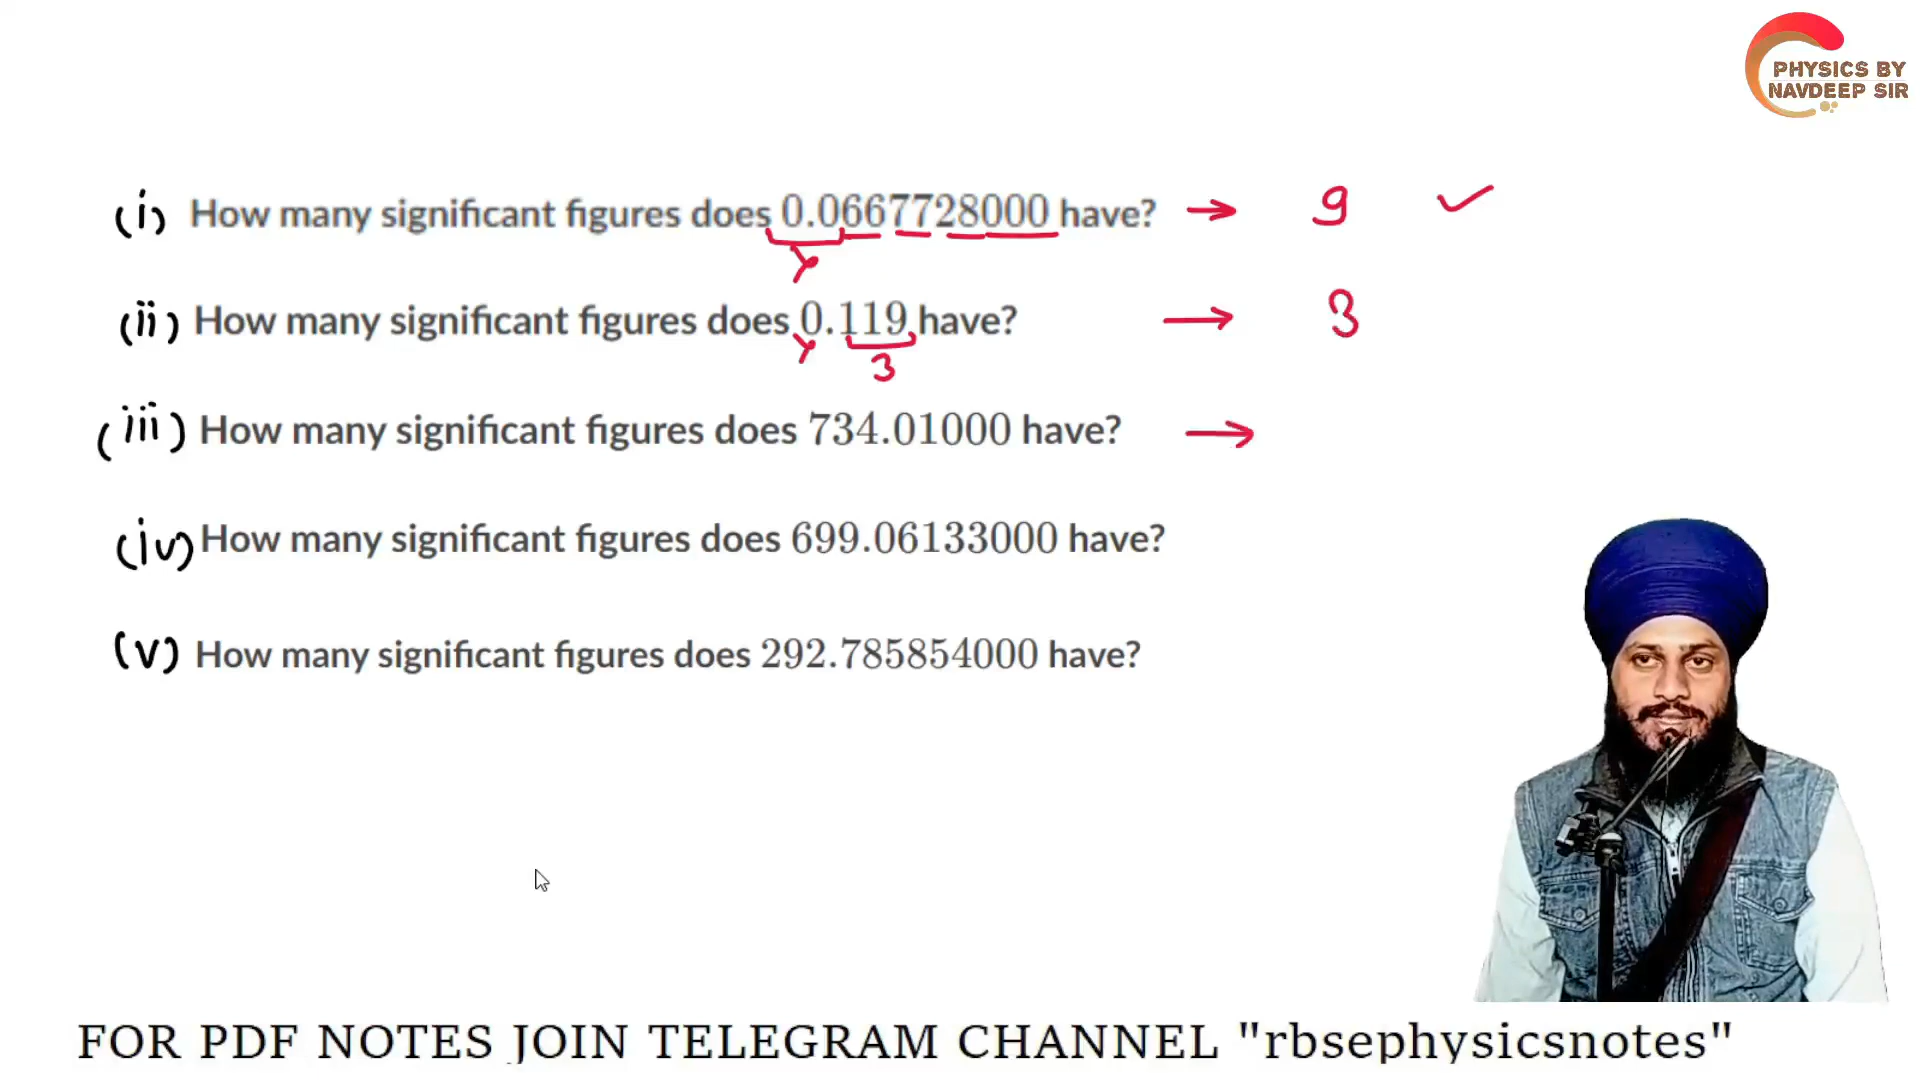 PHYSICS BY
NAVDEEP SIR
(i) How many significant figures does 0.0667728000 have? → 9 ✓
(ii) How many significant figures does 0.119 have? → 3
3
(iii) How many significant figures does 734.01000 have? →
(iv) How many significant figures does 699.06133000 have?
(v) How many significant figures does 292.785854000 have?
FOR PDF NOTES JOIN TELEGRAM CHANNEL "rbsephysicsnotes"